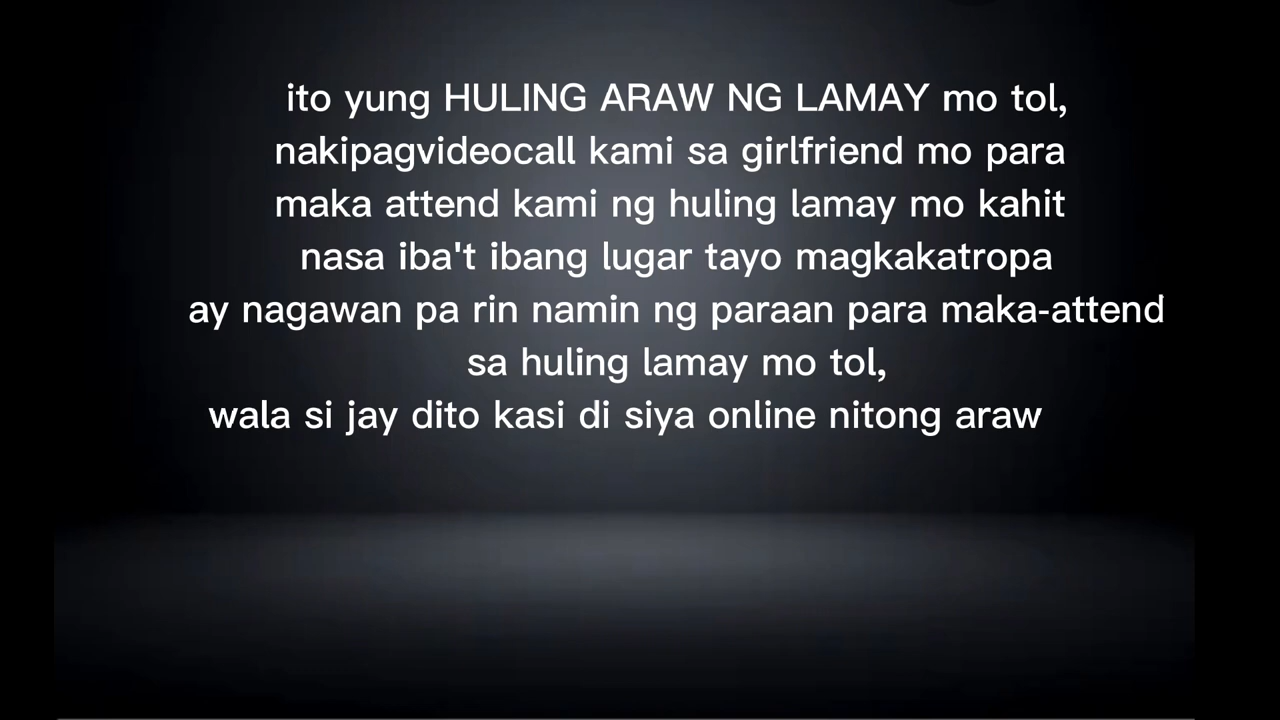 ito yung HULING ARAW NG LAMAY mo tol,
nakipagvideocall kami sa girlfriend mo para
maka attend kami ng huling lamay mo kahit
nasa iba't ibang lugar tayo magkakatropa
ay nagawan pa rin namin ng paraan para maka-attend
sa huling lamay mo tol,
wala si jay dito kasi di siya online nitong araw